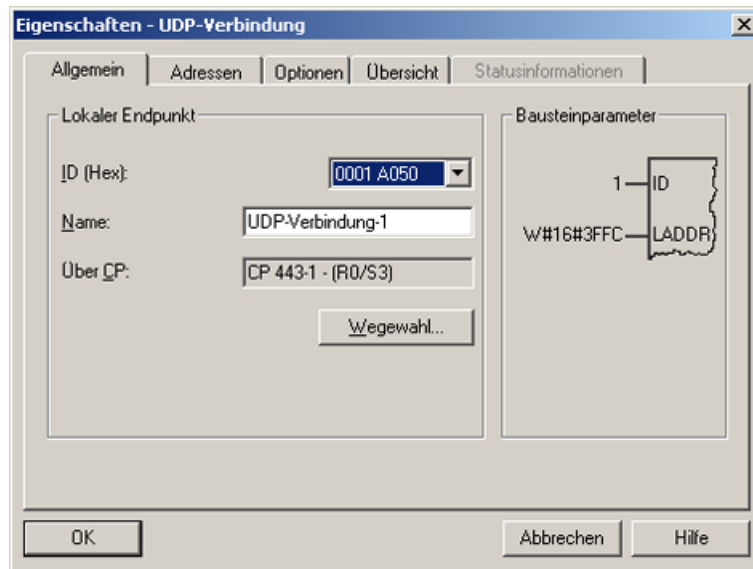 Eigenschaften - UDP-Verbindung
Allgemein Adressen Optionen Übersicht Statusinformationen
Lokaler Endpunkt
ID (Hex): 0001 A050
Name: UDP-Verbindung-1
Über CP: CP 443-1 - (R0/S3)
Wegewahl...
Bausteinparameter
1 ID
W#16#3FFC LADDR
OK Abbrechen Hilfe